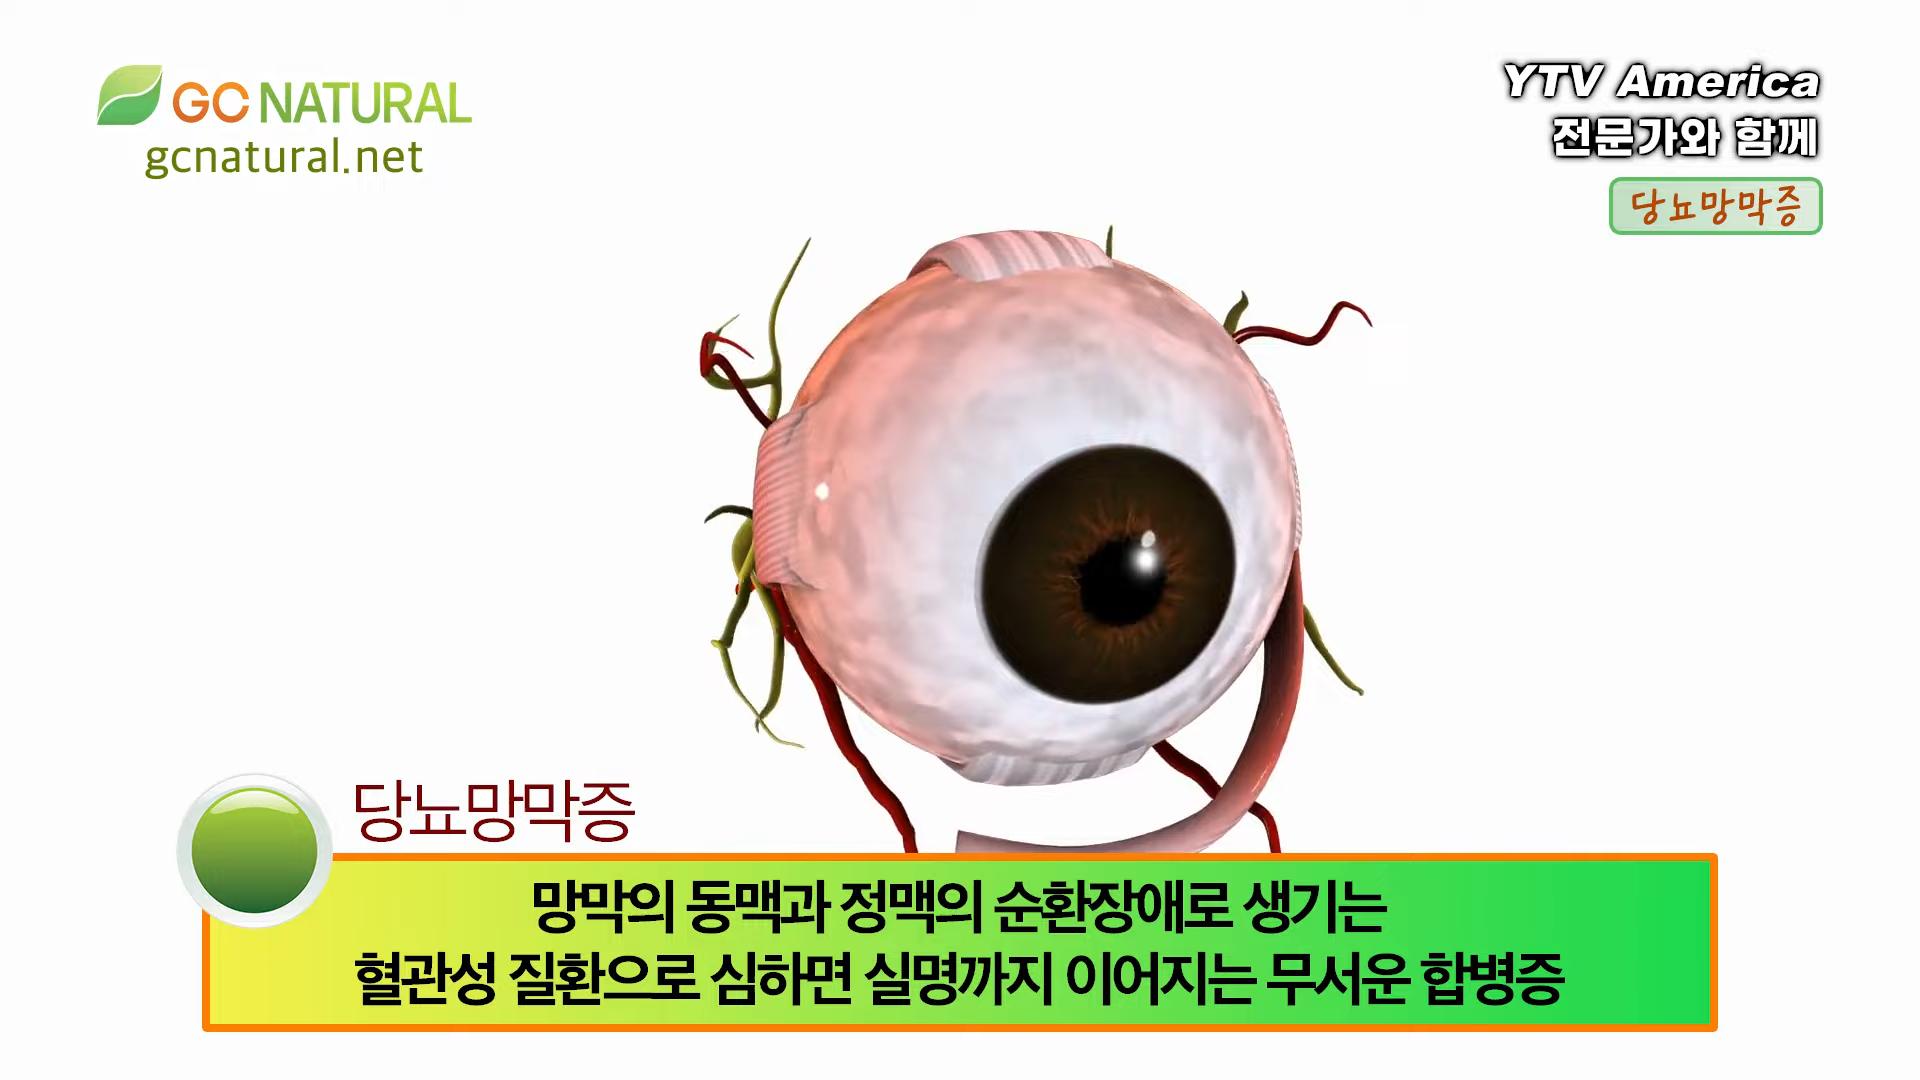 GC NATURAL
gcnatural.net
YTV America
전문가와 함께
당뇨망막증
당뇨망막증
망막의 동맥과 정맥의 순환장애로 생기는
혈관성 질환으로 심하면 실명까지 이어지는 무서운 합병증